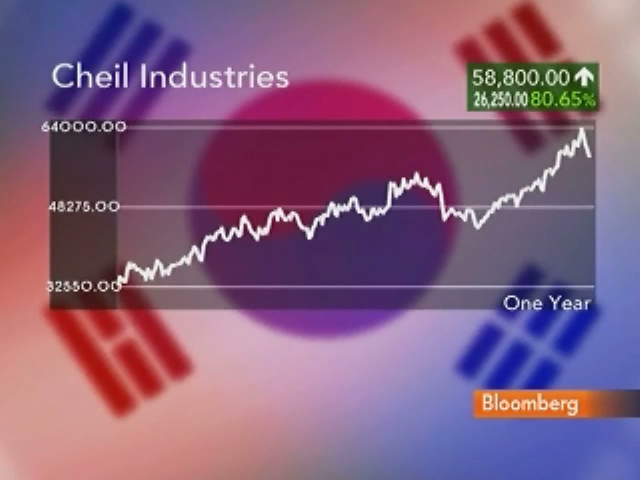 Cheil Industries
58,800.00
26,250.00 80.65%
64000.00
48275.00
32550.00
One Year
Bloomberg